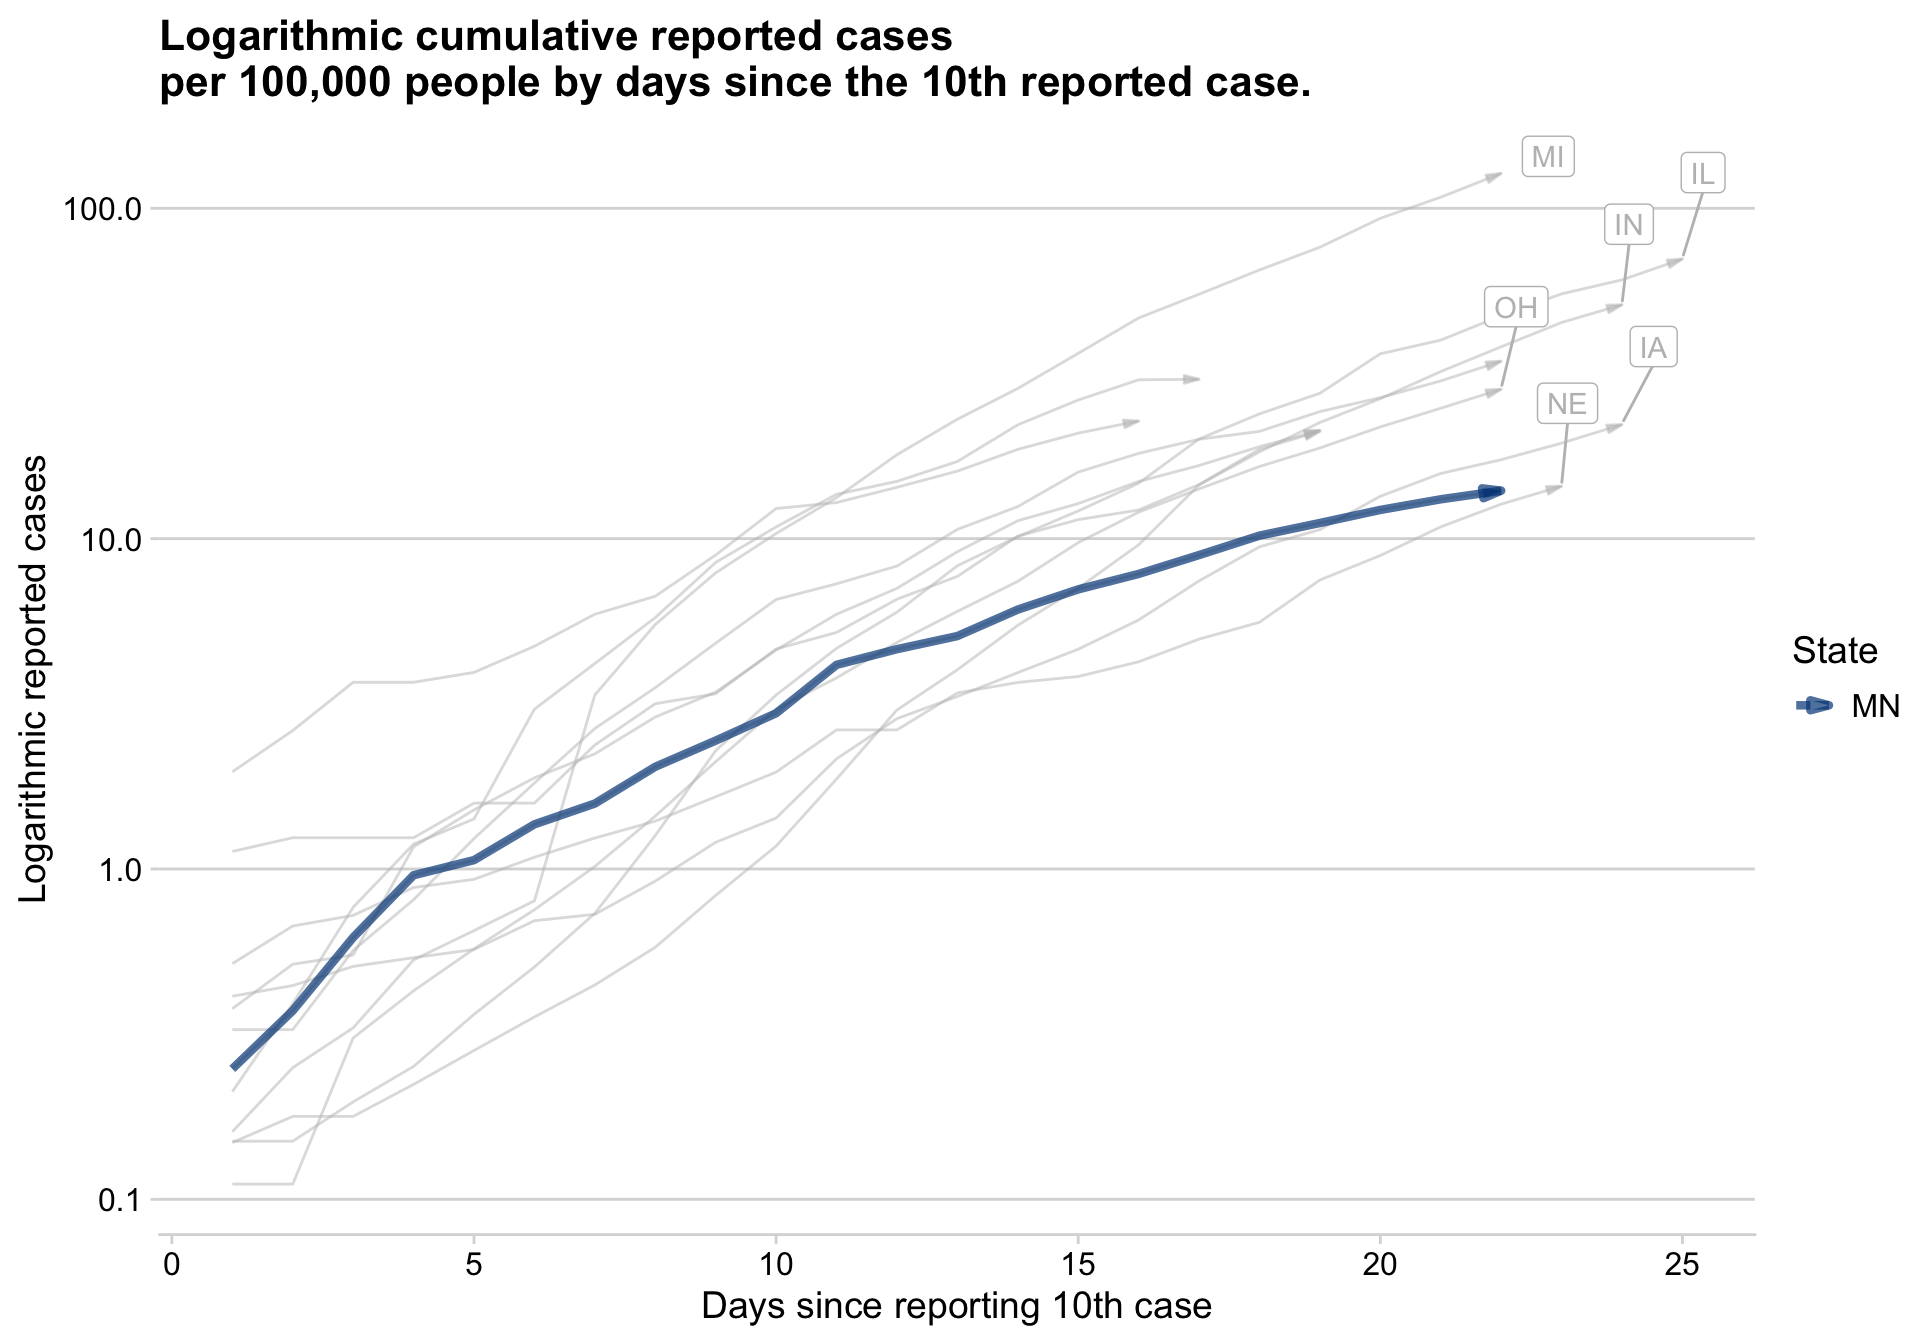 Logarithmic cumulative reported cases
per 100,000 people by days since the 10th reported case.
MI
IL
100.0
IN
OH
IA
NE
10.0
Logarithmic reported cases
State
MN
1.0
0.1
0 5 10 15 20 25
Days since reporting 10th case